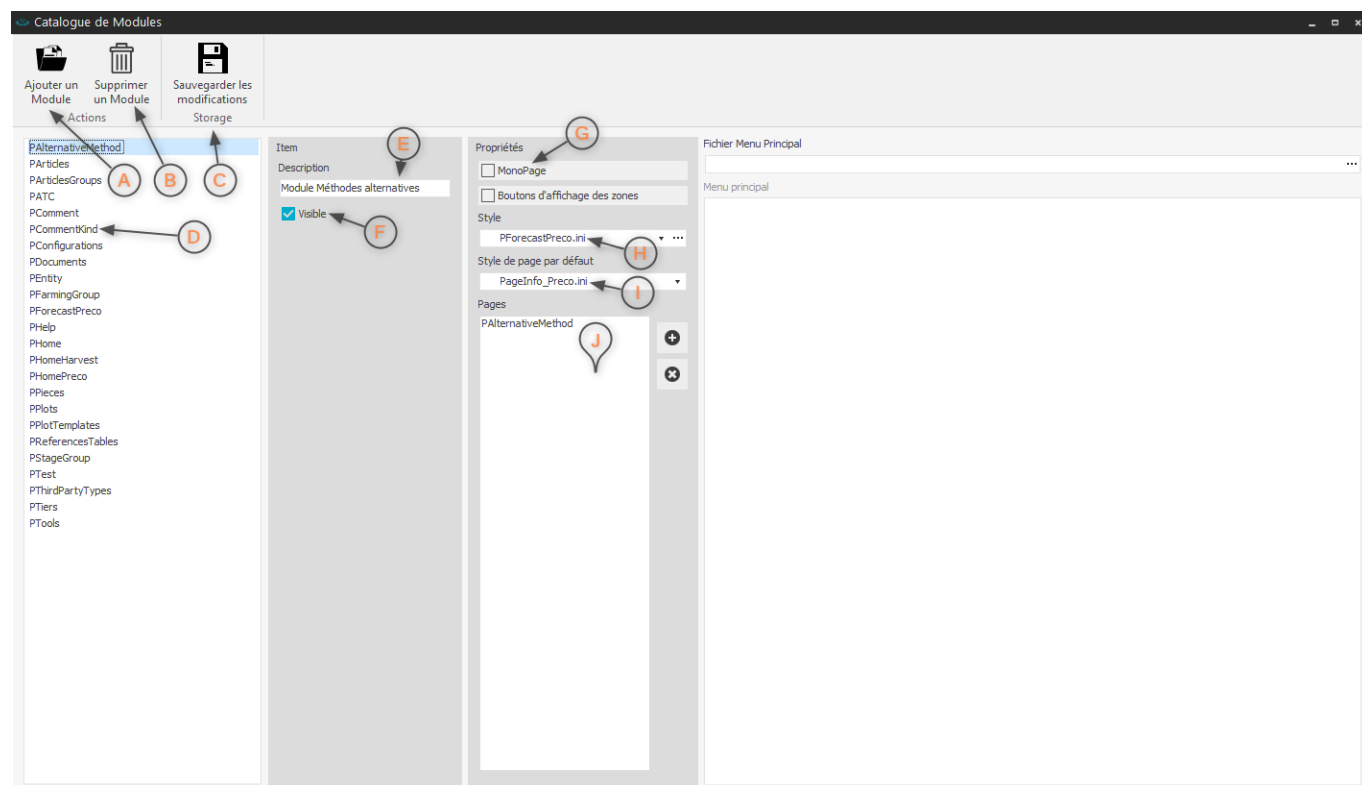 Catalogue de Modules
Ajouter un Module
Supprimer un Module
Sauvegarder les modifications
Actions
Storage
PAlternativeMethod
PArticles
PArticlesGroups
PATC
PComment
PCommentKind
PConfigurations
PDocuments
PEntity
PFarmingGroup
PForecastPreco
PHelp
PHome
PHomeHarvest
PHomePreco
PPieces
PPlots
PPlotTemplates
PReferencesTables
PStageGroup
PTest
PThirdPartyTypes
PTiers
PTools
A
B
C
D
Item
E
Description
Module Méthodes alternatives
Visible
F
Propriétés
G
MonoPage
Boutons d'affichage des zones
Style
PForecastPreco.ini
...
H
Style de page par défaut
PageInfo_Preco.ini
I
Pages
PAlternativeMethod
J
Fichier Menu Principal
...
Menu principal